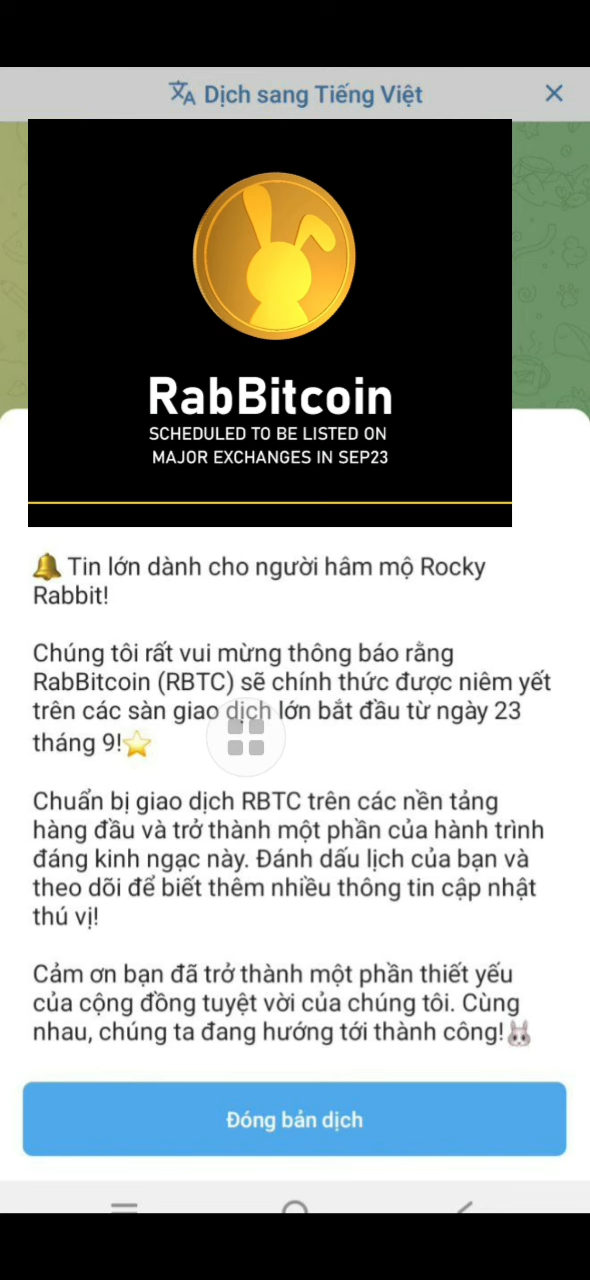 Dịch sang Tiếng Việt
RabBitcoin
SCHEDULED TO BE LISTED ON
MAJOR EXCHANGES IN SEP23
Tin lớn dành cho người hâm mộ Rocky
Rabbit!
Chúng tôi rất vui mừng thông báo rằng
RabBitcoin (RBTC) sẽ chính thức được niêm yết
trên các sàn giao dịch lớn bắt đầu từ ngày 23
tháng 9!
Chuẩn bị giao dịch RBTC trên các nền tảng
hàng đầu và trở thành một phần của hành trình
đáng kinh ngạc này. Đánh dấu lịch của bạn và
theo dõi để biết thêm nhiều thông tin cập nhật
thú vị!
Cảm ơn bạn đã trở thành một phần thiết yếu
của cộng đồng tuyệt vời của chúng tôi. Cùng
nhau, chúng ta đang hướng tới thành công!
Đóng bản dịch